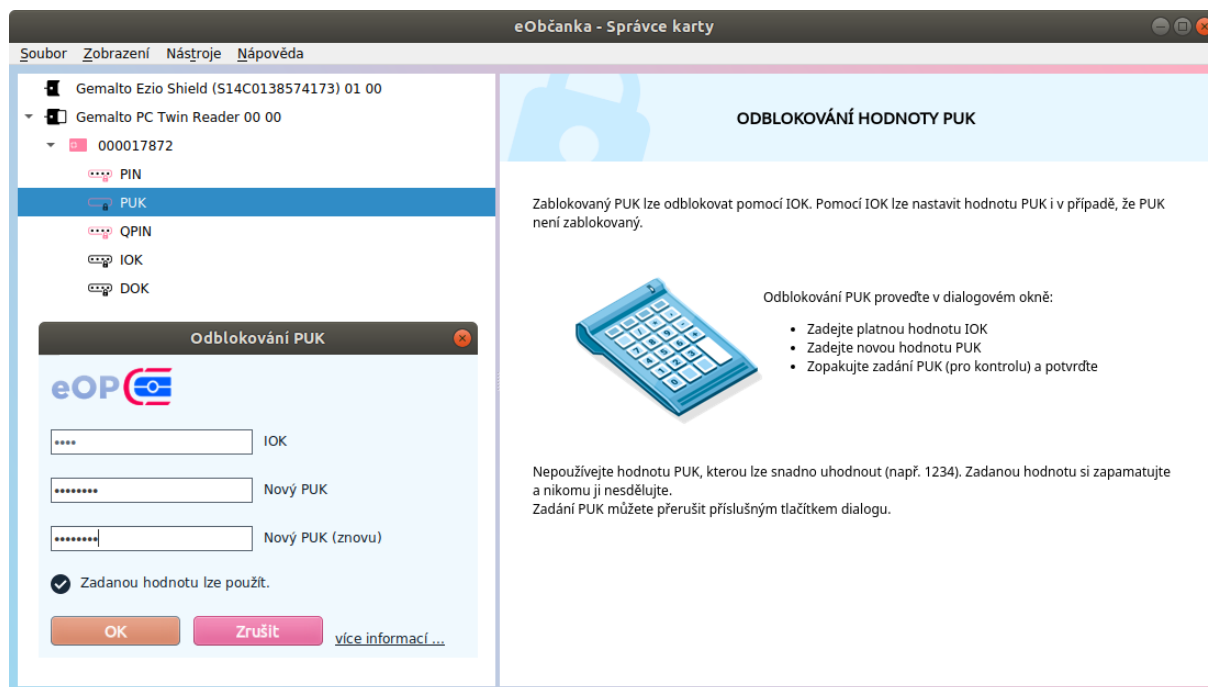 eObčanka - Správce karty
Soubor Zobrazení Nástroje Nápověda
Gemalto Ezio Shield (S14C0138574173) 01 00
Gemalto PC Twin Reader 00 00
000017872
PIN
PUK
QPIN
IOK
DOK
Odblokování PUK
eOP
IOK
Nový PUK
Nový PUK (znovu)
Zadanou hodnotu lze použít.
OK Zrušit více informací ...
ODBLOKOVÁNÍ HODNOTY PUK
Zablokovaný PUK lze odblokovat pomocí IOK. Pomocí IOK lze nastavit hodnotu PUK i v případě, že PUK
není zablokovaný.
Odblokování PUK proveďte v dialogovém okně:
• Zadejte platnou hodnotu IOK
• Zadejte novou hodnotu PUK
• Zopakujte zadání PUK (pro kontrolu) a potvrďte
Nepoužívejte hodnotu PUK, kterou lze snadno uhodnout (např. 1234). Zadanou hodnotu si zapamatujte
a nikomu ji nesdělujte.
Zadání PUK můžete přerušit příslušným tlačítkem dialogu.